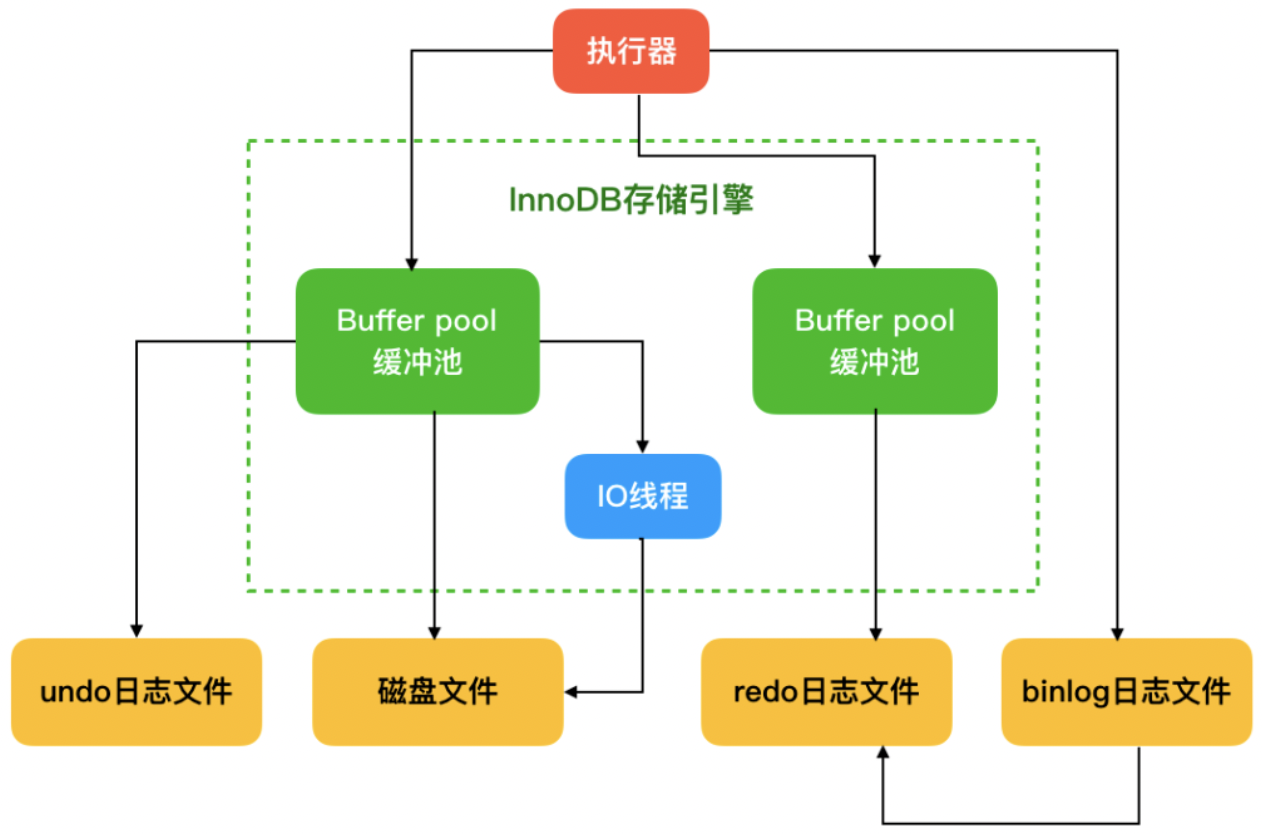 执行器
InnoDB存储引擎
Buffer pool
缓冲池
Buffer pool
缓冲池
IO线程
undo日志文件
磁盘文件
redo日志文件
binlog日志文件